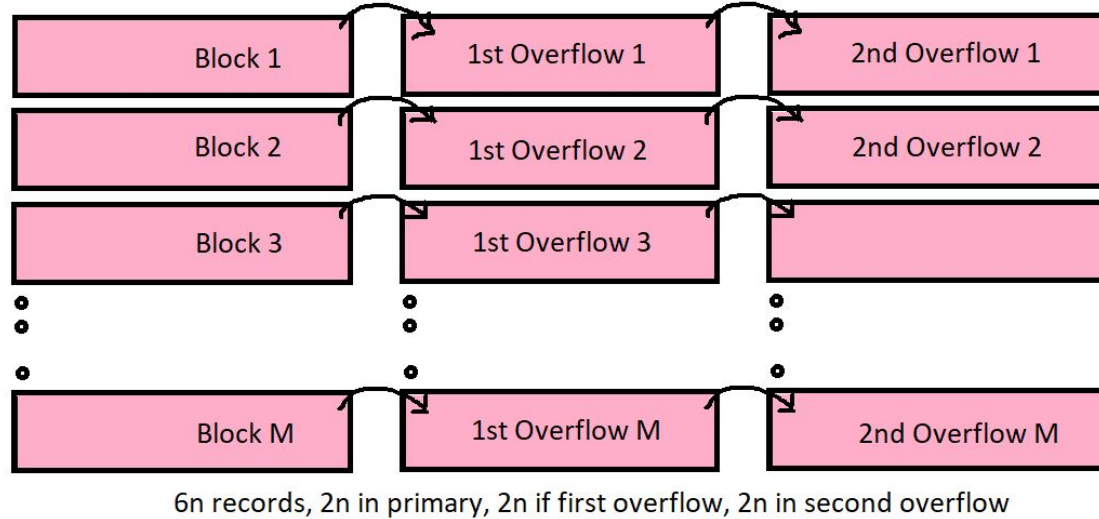 Block 1 1st Overflow 1 2nd Overflow 1
Block 2 1st Overflow 2 2nd Overflow 2
Block 3 1st Overflow 3
Block M 1st Overflow M 2nd Overflow M
6n records, 2n in primary, 2n if first overflow, 2n in second overflow